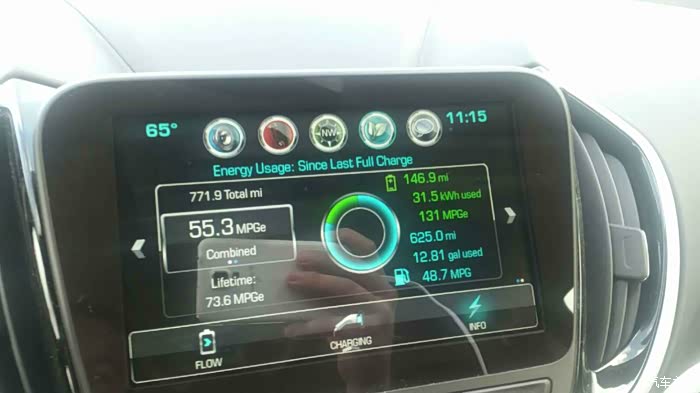 65°
NW
11:15
Energy Usage: Since Last Full Charge
771.9 Total mi
55.3 MPGe
Combined
Lifetime:
73.6 MPGe
146.9 mi
31.5 kWh used
131 MPGe
625.0 mi
12.81 gal used
48.7 MPG
FLOW
CHARGING
INFO